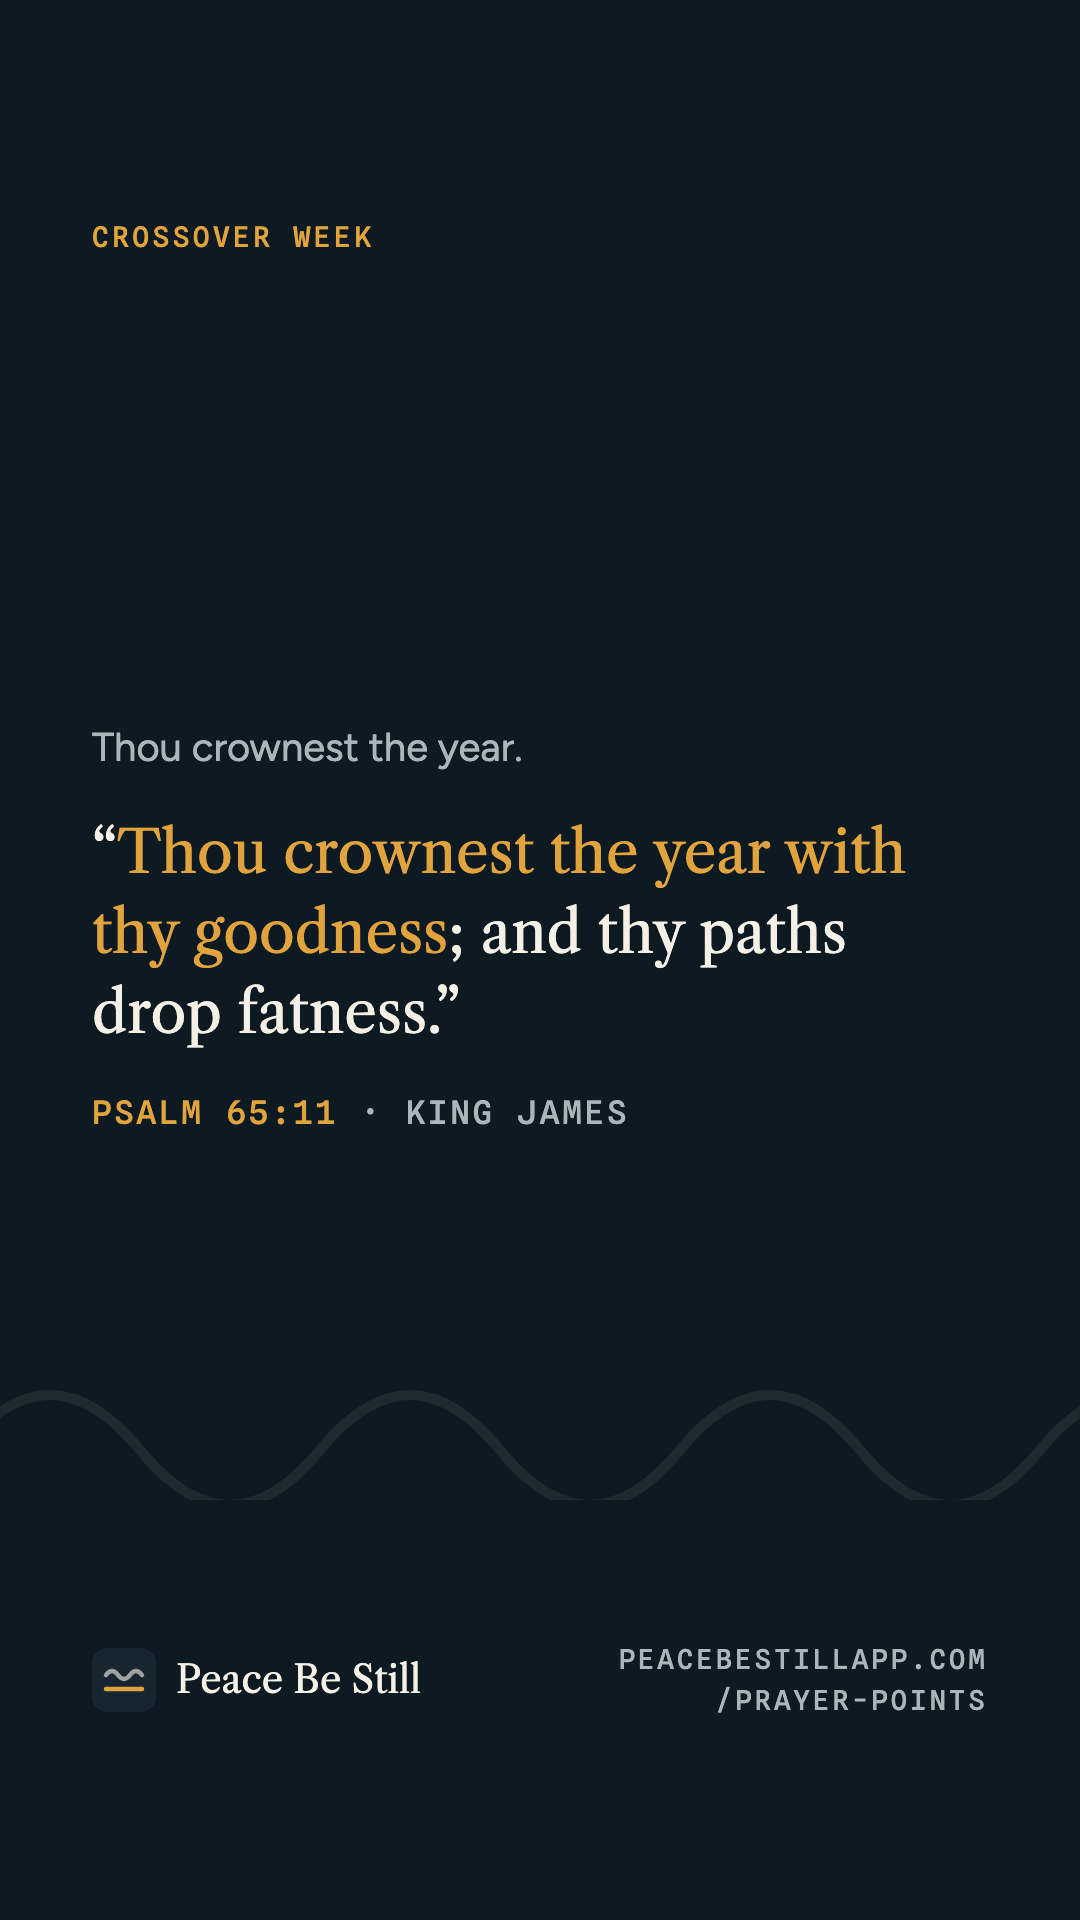 CROSSOVER WEEK
Thou crownest the year.
“Thou crownest the year with
thy goodness; and thy paths
drop fatness.”
PSALM 65:11 · KING JAMES
Peace Be Still
PEACEBESTILLAPP.COM
/PRAYER-POINTS